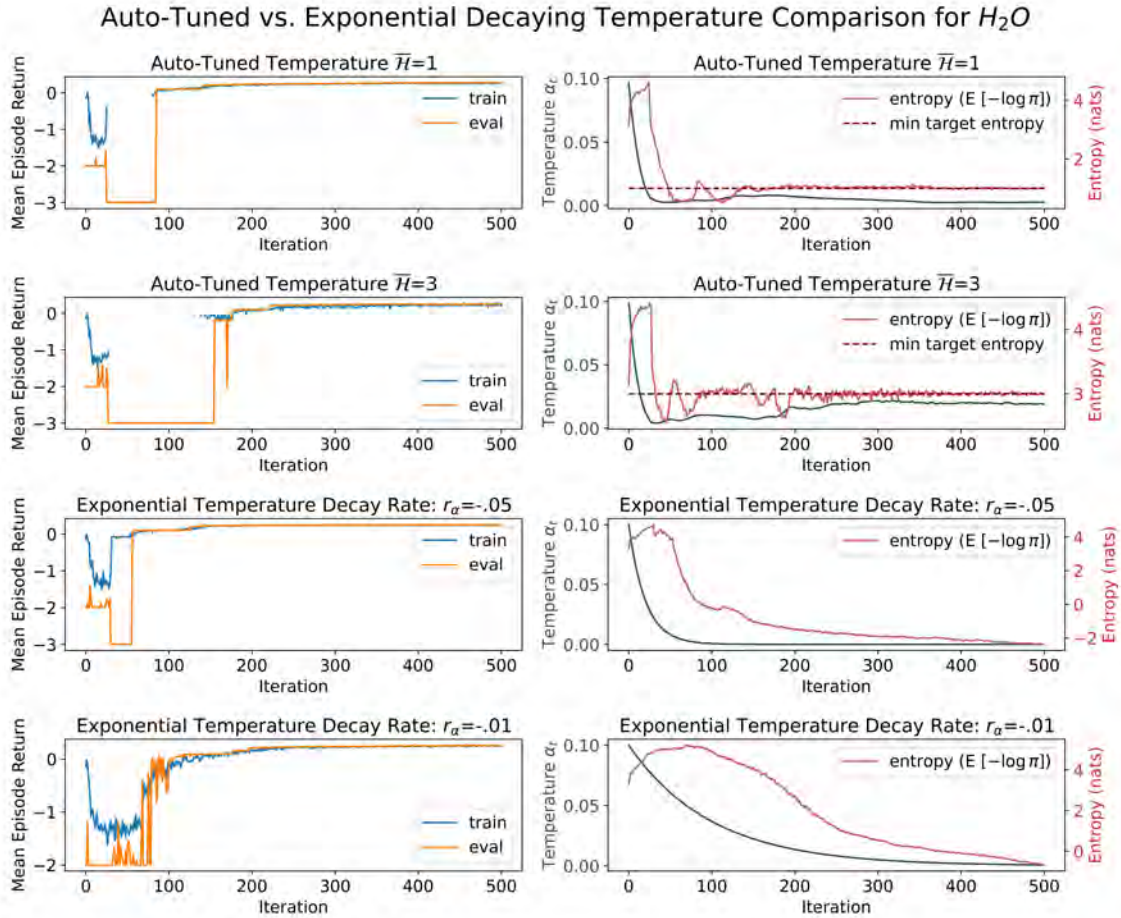 Auto-Tuned vs. Exponential Decaying Temperature Comparison for H₂O
Auto-Tuned Temperature H̅=1
Mean Episode Return
0
−1
−2
−3
train
eval
0 100 200 300 400 500
Iteration
Auto-Tuned Temperature H̅=1
Temperature αₜ
0.10
0.05
0.00
entropy (E [−log π])
min target entropy
4
2
Entropy (nats)
0 100 200 300 400 500
Iteration
Auto-Tuned Temperature H̅=3
Mean Episode Return
0
−1
−2
−3
train
eval
0 100 200 300 400 500
Iteration
Auto-Tuned Temperature H̅=3
Temperature αₜ
0.10
0.05
0.00
entropy (E [−log π])
min target entropy
4
3
Entropy (nats)
0 100 200 300 400 500
Iteration
Exponential Temperature Decay Rate: r_α=-.05
Mean Episode Return
0
−1
−2
−3
train
eval
0 100 200 300 400 500
Iteration
Exponential Temperature Decay Rate: r_α=-.05
Temperature αₜ
0.10
0.05
0.00
entropy (E [−log π])
4
2
0
−2
Entropy (nats)
0 100 200 300 400 500
Iteration
Exponential Temperature Decay Rate: r_α=-.01
Mean Episode Return
0
−1
−2
train
eval
0 100 200 300 400 500
Iteration
Exponential Temperature Decay Rate: r_α=-.01
Temperature αₜ
0.10
0.05
0.00
entropy (E [−log π])
4
2
0
Entropy (nats)
0 100 200 300 400 500
Iteration